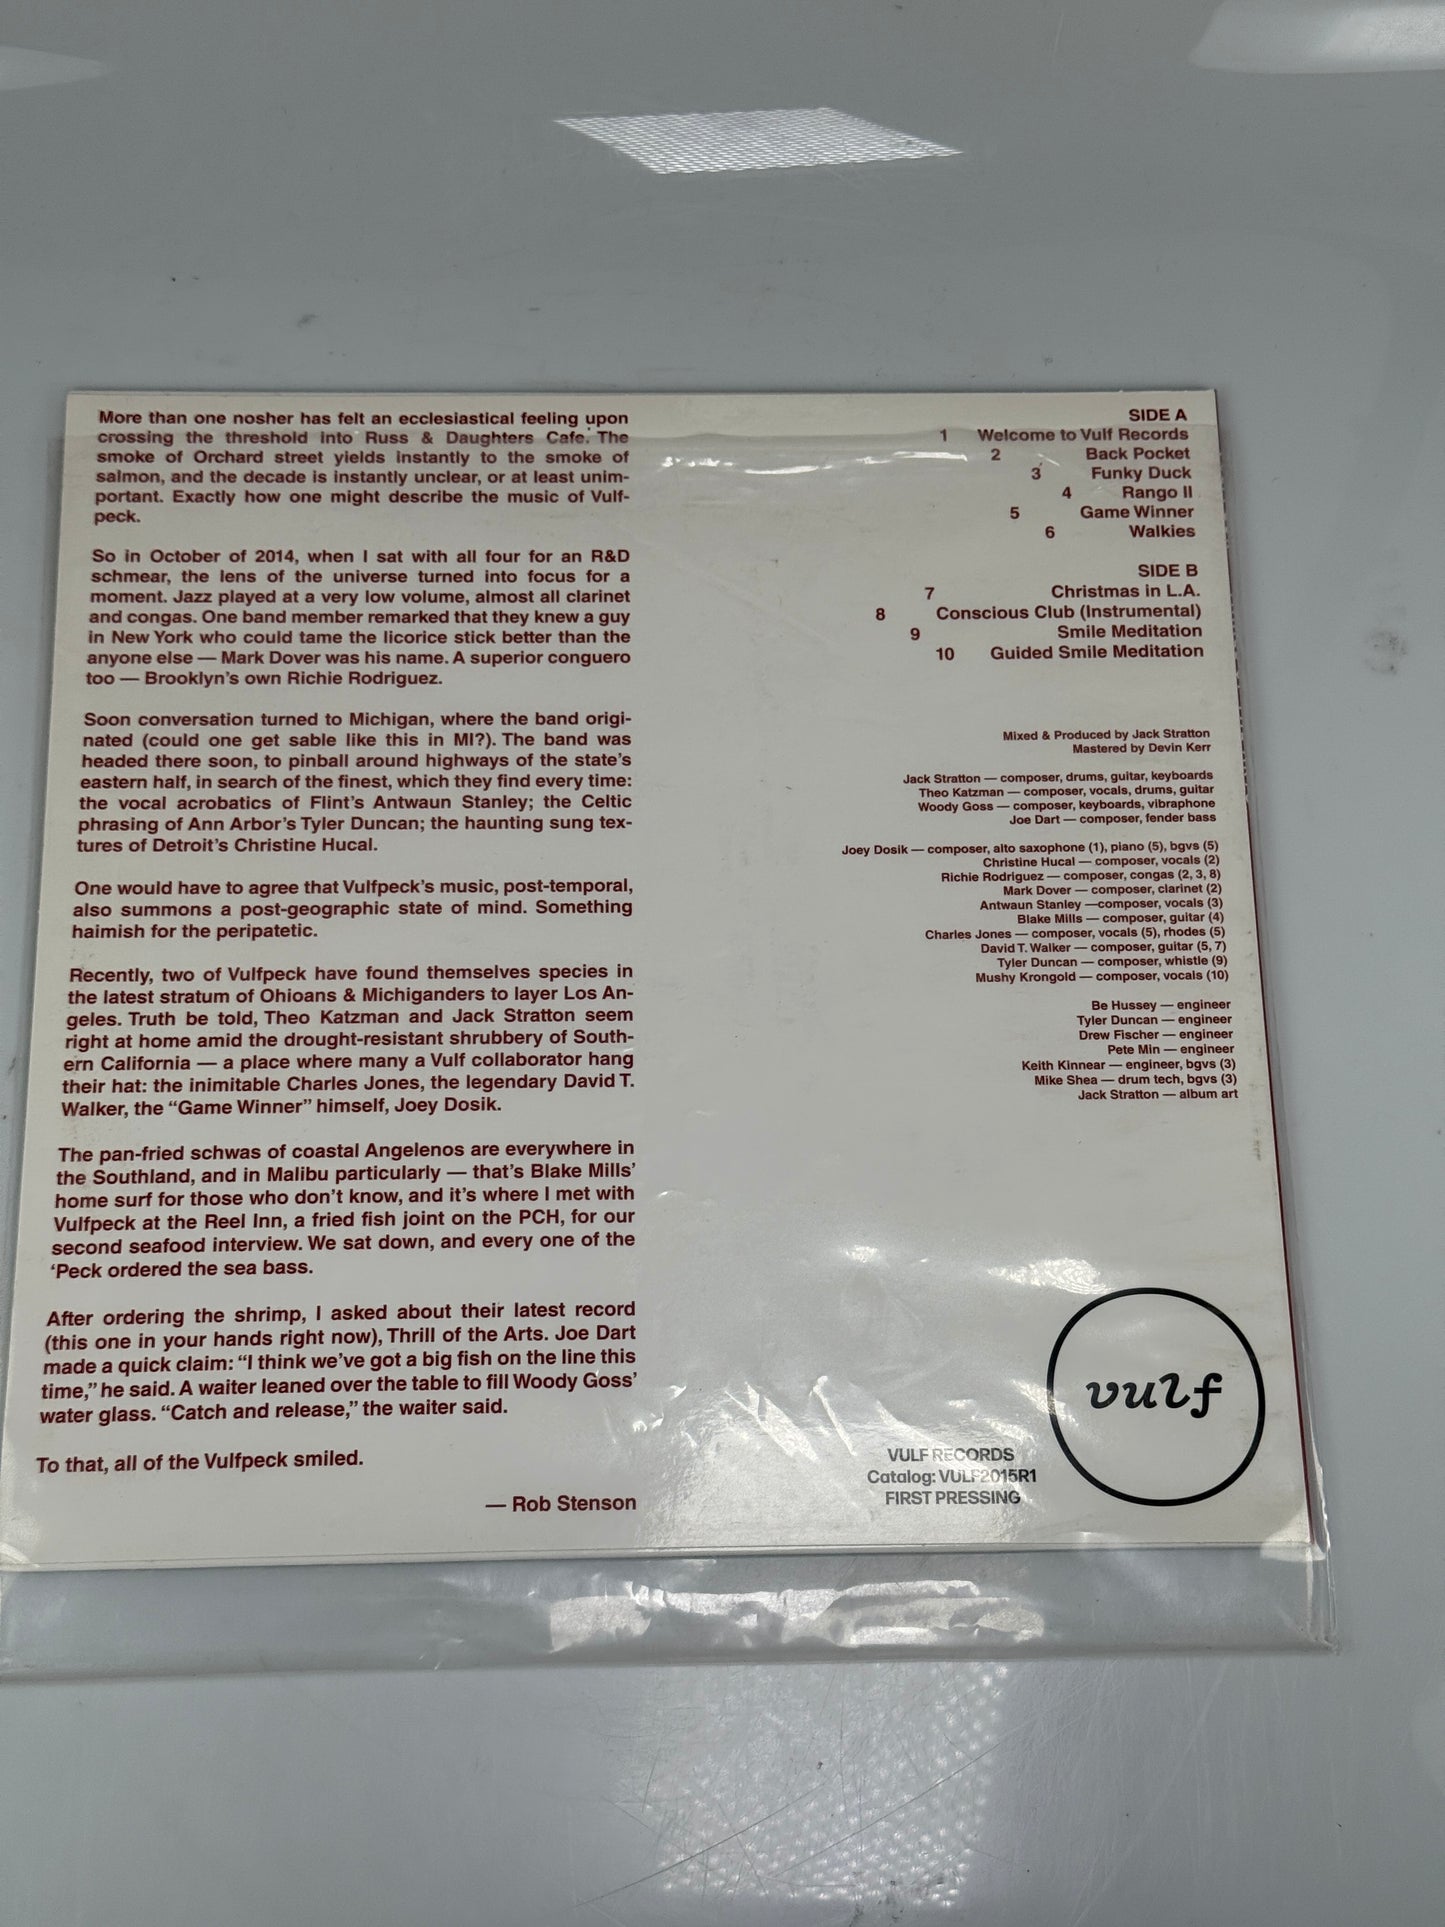 More than one nosher has felt an ecclesiastical feeling upon
crossing the threshold into Russ & Daughters Cafe. The
smoke of Orchard street yields instantly to the smoke of
salmon, and the decade is instantly unclear, or at least unim-
portant. Exactly how one might describe the music of Vulf-
peck.
So in October of 2014, when I sat with all four for an R&D
schmear, the lens of the universe turned into focus for a
moment. Jazz played at a very low volume, almost all clarinet
and congas. One band member remarked that they knew a guy
in New York who could tame the licorice stick better than the
anyone else — Mark Dover was his name. A superior conguero
too — Brooklyn's own Richie Rodriguez.
Soon conversation turned to Michigan, where the band origi-
nated (could one get sable like this in MI?). The band was
headed there soon, to pinball around highways of the state's
eastern half, in search of the finest, which they find every time:
the vocal acrobatics of Flint's Antwaun Stanley; the Celtic
phrasing of Ann Arbor's Tyler Duncan; the haunting sung tex-
tures of Detroit's Christine Hucal.
One would have to agree that Vulfpeck's music, post-temporal,
also summons a post-geographic state of mind. Something
haimish for the peripatetic.
Recently, two of Vulfpeck have found themselves species in
the latest stratum of Ohioans & Michiganders to layer Los An-
geles. Truth be told, Theo Katzman and Jack Stratton seem
right at home amid the drought-resistant shrubbery of South-
ern California — a place where many a Vulf collaborator hang
their hat: the inimitable Charles Jones, the legendary David T.
Walker, the “Game Winner” himself, Joey Dosik.
The pan-fried schwas of coastal Angelenos are everywhere in
the Southland, and in Malibu particularly — that's Blake Mills'
home surf for those who don't know, and it's where I met with
Vulfpeck at the Reel Inn, a fried fish joint on the PCH, for our
second seafood interview. We sat down, and every one of the
‘Peck ordered the sea bass.
After ordering the shrimp, I asked about their latest record
(this one in your hands right now), Thrill of the Arts. Joe Dart
made a quick claim: “I think we've got a big fish on the line this
time,” he said. A waiter leaned over the table to fill Woody Goss'
water glass. “Catch and release,” the waiter said.
To that, all of the Vulfpeck smiled.
— Rob Stenson
SIDE A
1 Welcome to Vulf Records
2 Back Pocket
3 Funky Duck
4 Rango II
5 Game Winner
6 Walkies
SIDE B
7 Christmas in L.A.
8 Conscious Club (Instrumental)
9 Smile Meditation
10 Guided Smile Meditation
Mixed & Produced by Jack Stratton
Mastered by Devin Kerr
Jack Stratton — composer, drums, guitar, keyboards
Theo Katzman — composer, vocals, drums, guitar
Woody Goss — composer, keyboards, vibraphone
Joe Dart — composer, fender bass
Joey Dosik — composer, alto saxophone (1), piano (5), bgvs (5)
Christine Hucal — composer, vocals (2)
Richie Rodriguez — composer, congas (2, 3, 8)
Mark Dover — composer, clarinet (2)
Antwaun Stanley —composer, vocals (3)
Blake Mills — composer, guitar (4)
Charles Jones — composer, vocals (5), rhodes (5)
David T. Walker — composer, guitar (5, 7)
Tyler Duncan — composer, whistle (9)
Mushy Krongold — composer, vocals (10)
Be Hussey — engineer
Tyler Duncan — engineer
Drew Fischer — engineer
Pete Min — engineer
Keith Kinnear — engineer, bgvs (3)
Mike Shea — drum tech, bgvs (3)
Jack Stratton — album art
vulf
VULF RECORDS
Catalog: VULF2015R1
FIRST PRESSING